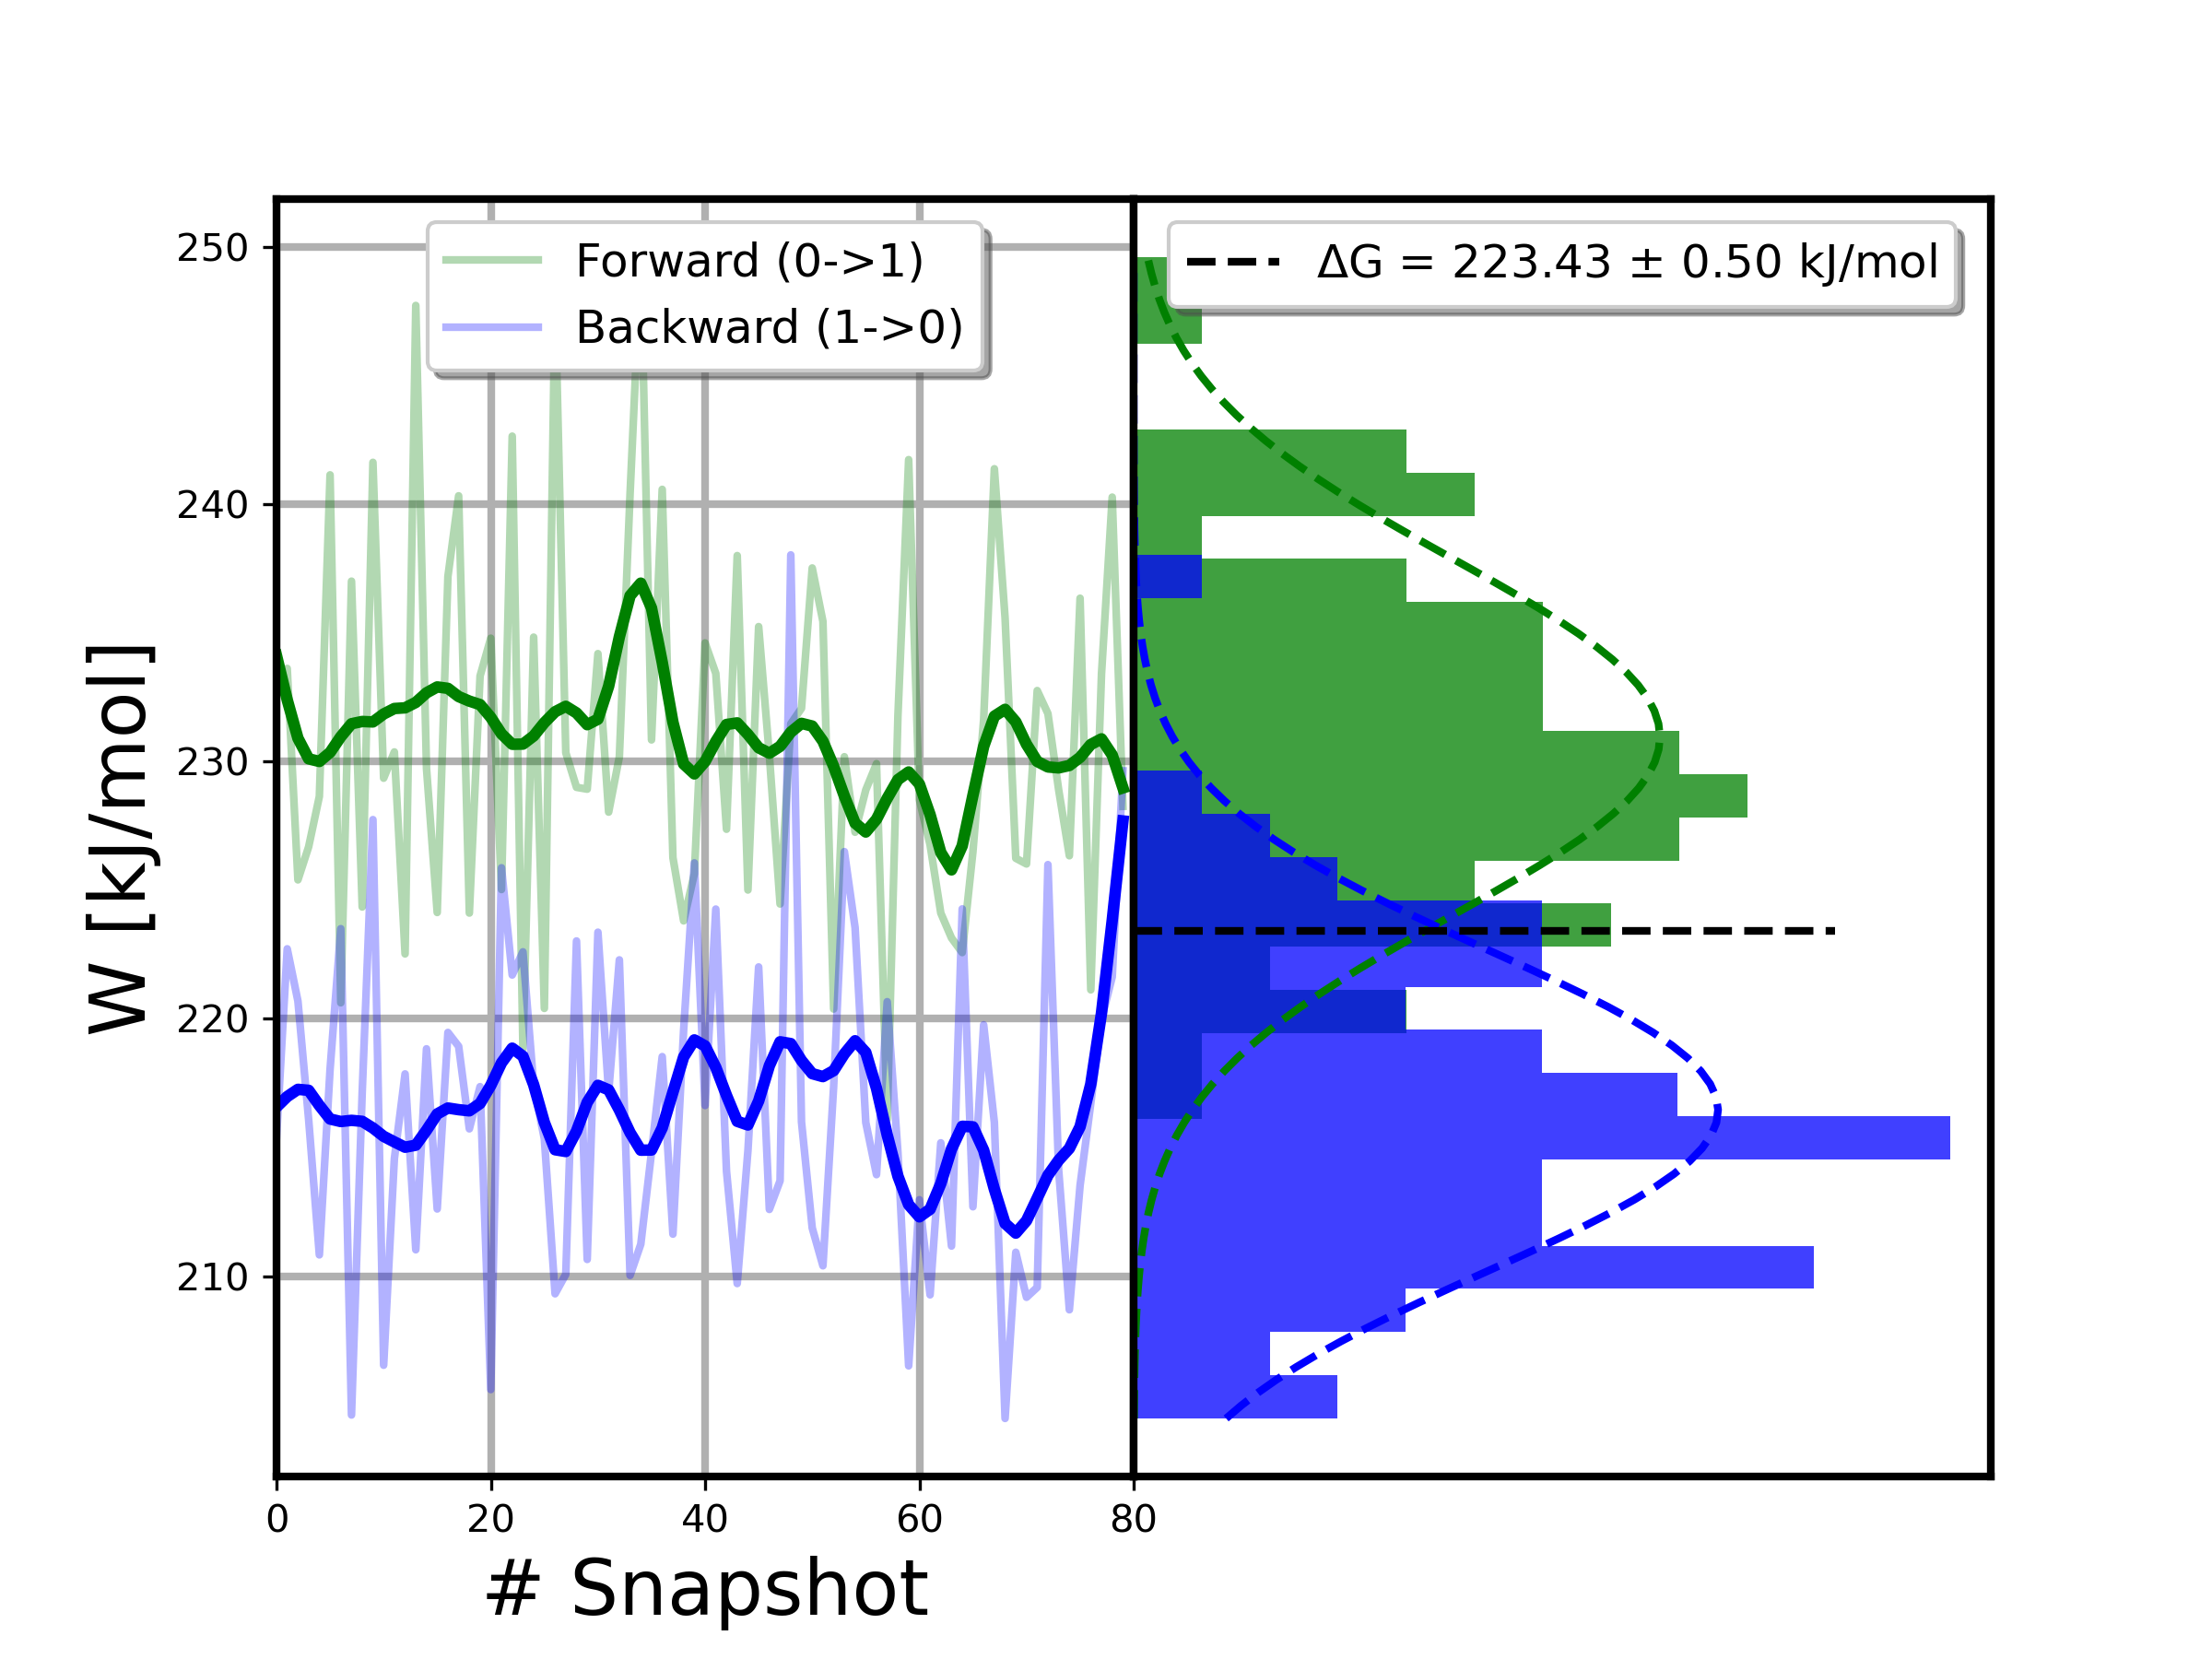 Forward (0->1)
Backward (1->0)
ΔG = 223.43 ± 0.50 kJ/mol
W [kJ/mol]
250
240
230
220
210
0 20 40 60 80
# Snapshot